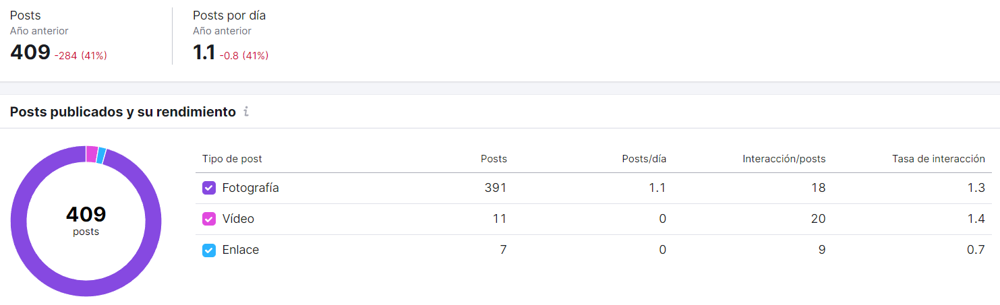 Posts
Año anterior
409 -284 (41%)
Posts por día
Año anterior
1.1 -0.8 (41%)
Posts publicados y su rendimiento i
409
posts
Tipo de post Posts Posts/día Interacción/posts Tasa de interacción
Fotografía 391 1.1 18 1.3
Vídeo 11 0 20 1.4
Enlace 7 0 9 0.7